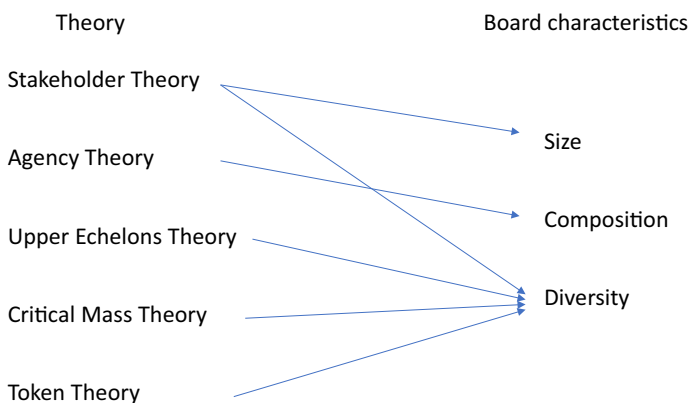 Theory
Board characteristics
Stakeholder Theory
Size
Agency Theory
Composition
Upper Echelons Theory
Diversity
Critical Mass Theory
Token Theory